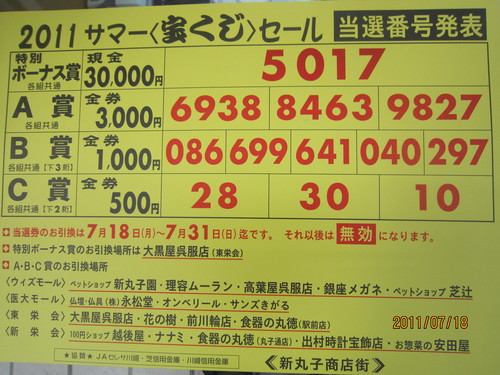 2011 サマー〈宝くじ〉セール 当選番号発表
特別 ボーナス賞 各組共通 現金 30,000円 5017
A賞 各組共通 金券 3,000円 6938 8463 9827
B賞 各組共通【下3桁】 金券 1,000円 086 699 641 040 297
C賞 各組共通【下2桁】 金券 500円 28 30 10
当選券のお引換は7月18日(月)〜7月31日(日)迄です。 それ以後は 無効 になります。
特別ボーナス賞のお引換場所は 大黒屋呉服店(東栄会)
A・B・C賞のお引換場所
〈ウィズモール〉ペットショップ 新丸子園・理容ムーラン・高葉屋呉服店・銀座メガネ・ペットショップ 芝辻
〈医大モール〉仏壇・仏具(株)永松堂・オンベリール・サンズきがる
〈東栄会〉大黒屋呉服店・花の樹・前川輪店・食器の丸徳(駅前店)
〈新栄会〉100円ショップ 越後屋・ナナミ・食器の丸徳(丸子通店)・出村時計宝飾店・お惣菜の安田屋
★協賛★ JAセレサ川崎・芝信用金庫・川崎信用金庫
《新丸子商店街》
2011/07/18